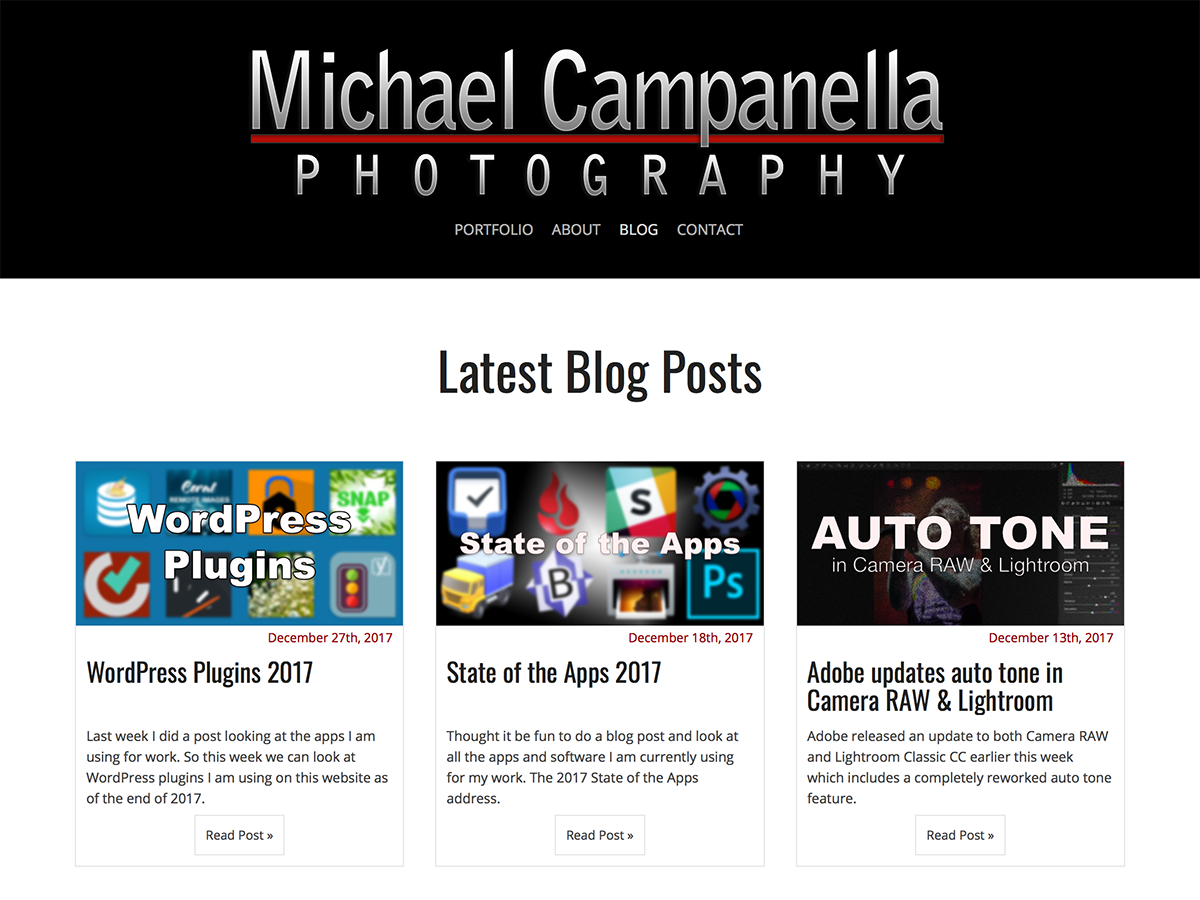 Michael Campanella
PHOTOGRAPHY
PORTFOLIO ABOUT BLOG CONTACT
Latest Blog Posts
Coral
REMOTE IMAGES
SNAP
WordPress
Plugins
December 27th, 2017
WordPress Plugins 2017
Last week I did a post looking at the apps I am
using for work. So this week we can look at
WordPress plugins I am using on this website as
of the end of 2017.
Read Post »
S
State of the Apps
B
Ps
December 18th, 2017
State of the Apps 2017
Thought it be fun to do a blog post and look at
all the apps and software I am currently using
for my work. The 2017 State of the Apps
address.
Read Post »
AUTO TONE
in Camera RAW & Lightroom
December 13th, 2017
Adobe updates auto tone in
Camera RAW & Lightroom
Adobe released an update to both Camera RAW
and Lightroom Classic CC earlier this week
which includes a completely reworked auto tone
feature.
Read Post »